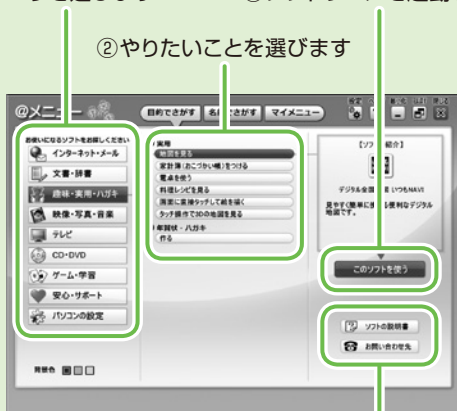 ②やりたいことを選びます
@メニュー
目的でさがす
名前でさがす
マイメニュー
お使いになるソフトをお探しください
インターネット・メール
文書・辞書
趣味・実用・ハガキ
映像・写真・音楽
テレビ
CD・DVD
ゲーム・学習
安心・サポート
パソコンの設定
背景色
実用
地図を見る
家計簿(おこづかい帳)をつける
電卓を使う
料理レシピを見る
画面に直接タッチして絵を描く
タッチ操作で3Dの地図を見る
年賀状・ハガキ
作る
デジタル全国
いつもNAVI
見やすく簡単に使
便利なデジタル
地図です。
このソフトを使う
ソフトの説明書
お問い合わせ先